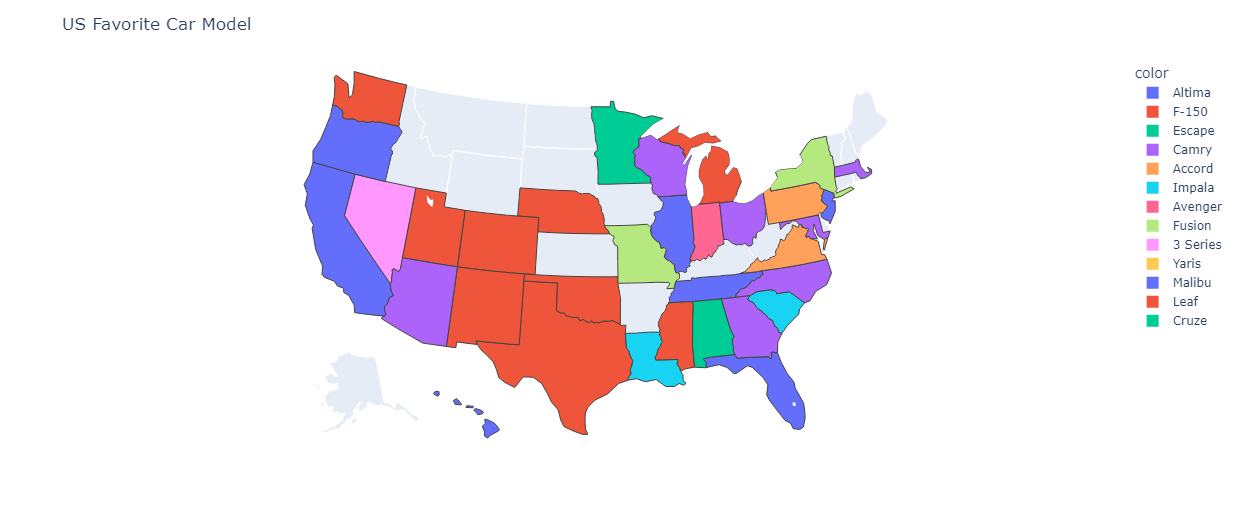 US Favorite Car Model
color
Altima
F-150
Escape
Camry
Accord
Impala
Avenger
Fusion
3 Series
Yaris
Malibu
Leaf
Cruze